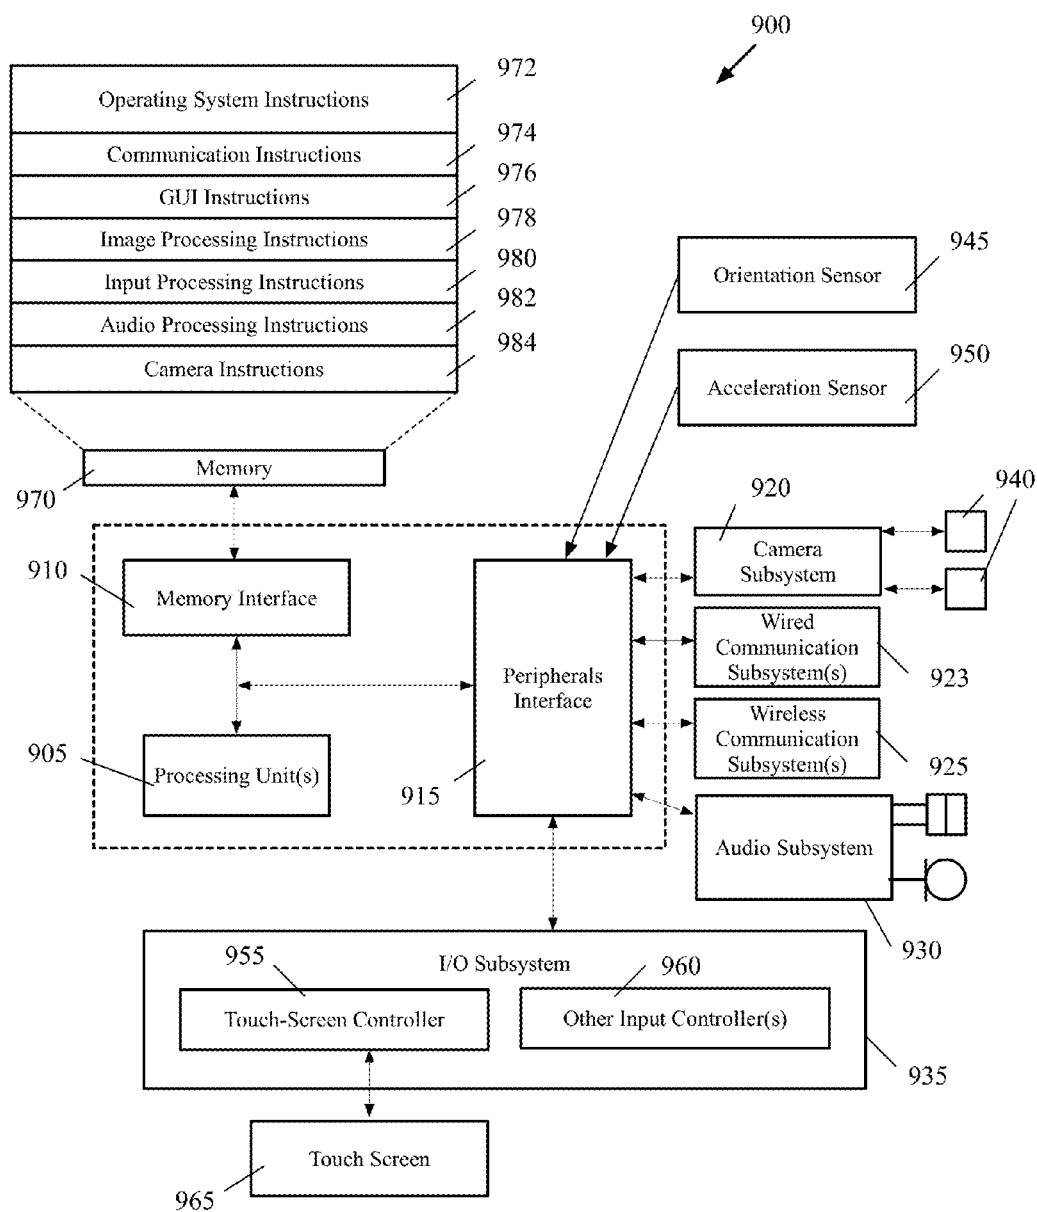 900
972
Operating System Instructions
974
Communication Instructions
976
GUI Instructions
978
Image Processing Instructions
980
Input Processing Instructions
982
Audio Processing Instructions
984
Camera Instructions
945
Orientation Sensor
950
Acceleration Sensor
Memory
970
920
940
Camera
Subsystem
910
Memory Interface
Wired
Communication
Subsystem(s)
923
Peripherals
Interface
915
Wireless
Communication
Subsystem(s)
925
905
Processing Unit(s)
Audio Subsystem
930
I/O Subsystem
955
Touch-Screen Controller
960
Other Input Controller(s)
935
Touch Screen
965